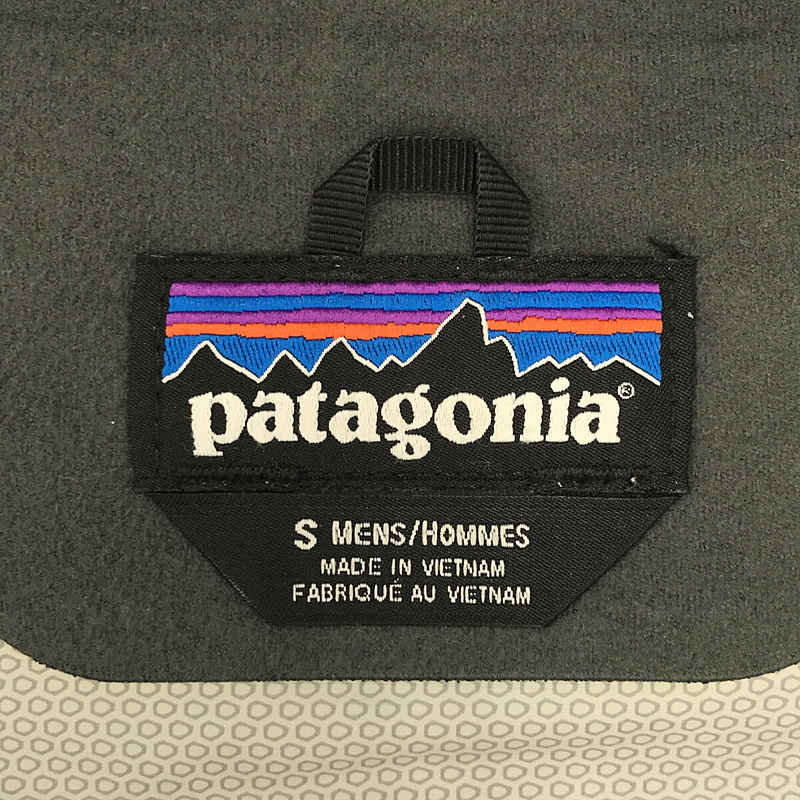 patagonia®
S MENS/HOMMES
MADE IN VIETNAM
FABRIQUÉ AU VIETNAM